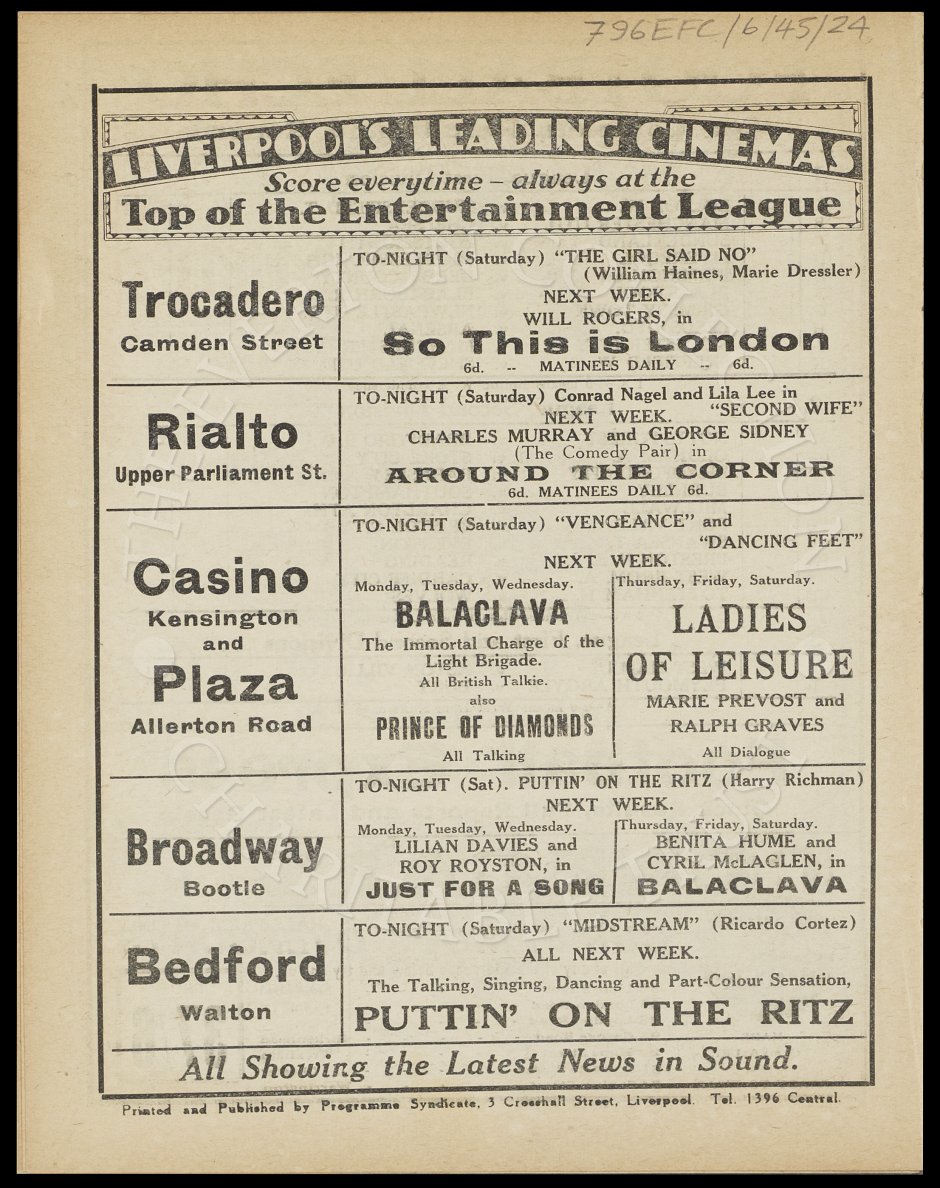 796EFC/6/45/24
LIVERPOOL'S LEADING CINEMAS
Score everytime – always at the
Top of the Entertainment League
Trocadero
Camden Street
TO-NIGHT (Saturday) "THE GIRL SAID NO"
(William Haines, Marie Dressler)
NEXT WEEK.
WILL ROGERS, in
So This is London
6d. -- MATINEES DAILY -- 6d.
Rialto
Upper Parliament St.
TO-NIGHT (Saturday) Conrad Nagel and Lila Lee in
NEXT WEEK. "SECOND WIFE"
CHARLES MURRAY and GEORGE SIDNEY
(The Comedy Pair) in
AROUND THE CORNER
6d. MATINEES DAILY 6d.
Casino
Kensington
and
Plaza
Allerton Road
TO-NIGHT (Saturday) "VENGEANCE" and
"DANCING FEET"
NEXT WEEK.
Monday, Tuesday, Wednesday.
BALACLAVA
The Immortal Charge of the
Light Brigade.
All British Talkie.
also
PRINCE OF DIAMONDS
All Talking
Thursday, Friday, Saturday.
LADIES
OF LEISURE
MARIE PREVOST and
RALPH GRAVES
All Dialogue
Broadway
Bootle
TO-NIGHT (Sat). PUTTIN' ON THE RITZ (Harry Richman)
NEXT WEEK.
Monday, Tuesday, Wednesday.
LILIAN DAVIES and
ROY ROYSTON, in
JUST FOR A SONG
Thursday, Friday, Saturday.
BENITA HUME and
CYRIL McLAGLEN, in
BALACLAVA
Bedford
Walton
TO-NIGHT (Saturday) "MIDSTREAM" (Ricardo Cortez)
ALL NEXT WEEK.
The Talking, Singing, Dancing and Part-Colour Sensation,
PUTTIN' ON THE RITZ
All Showing the Latest News in Sound.
Printed and Published by Programme Syndicate, 3 Crosshall Street, Liverpool. Tel. 1396 Central.
THE EVERTON COLLECTION
CHARITABLE TRUST